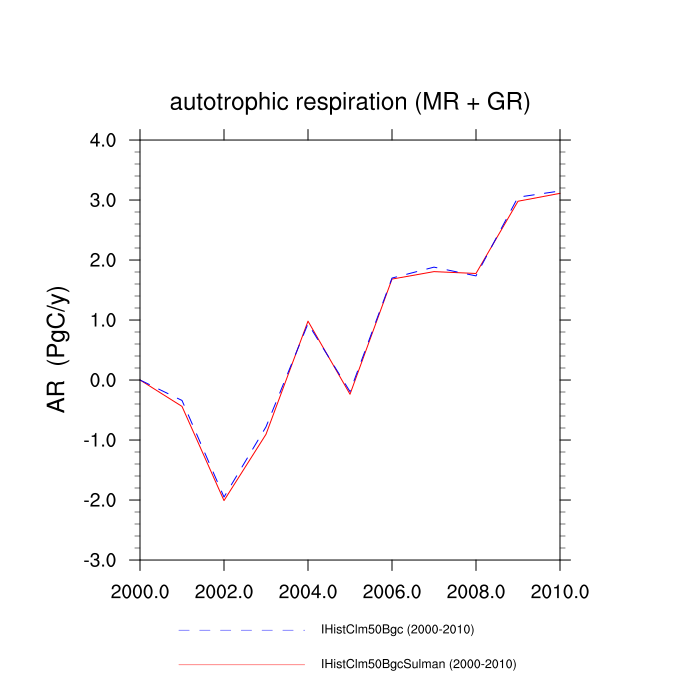 autotrophic respiration (MR + GR)
4.0
3.0
2.0
1.0
0.0
-1.0
-2.0
-3.0
AR (PgC/y)
2000.0 2002.0 2004.0 2006.0 2008.0 2010.0
IHistClm50Bgc (2000-2010)
IHistClm50BgcSulman (2000-2010)